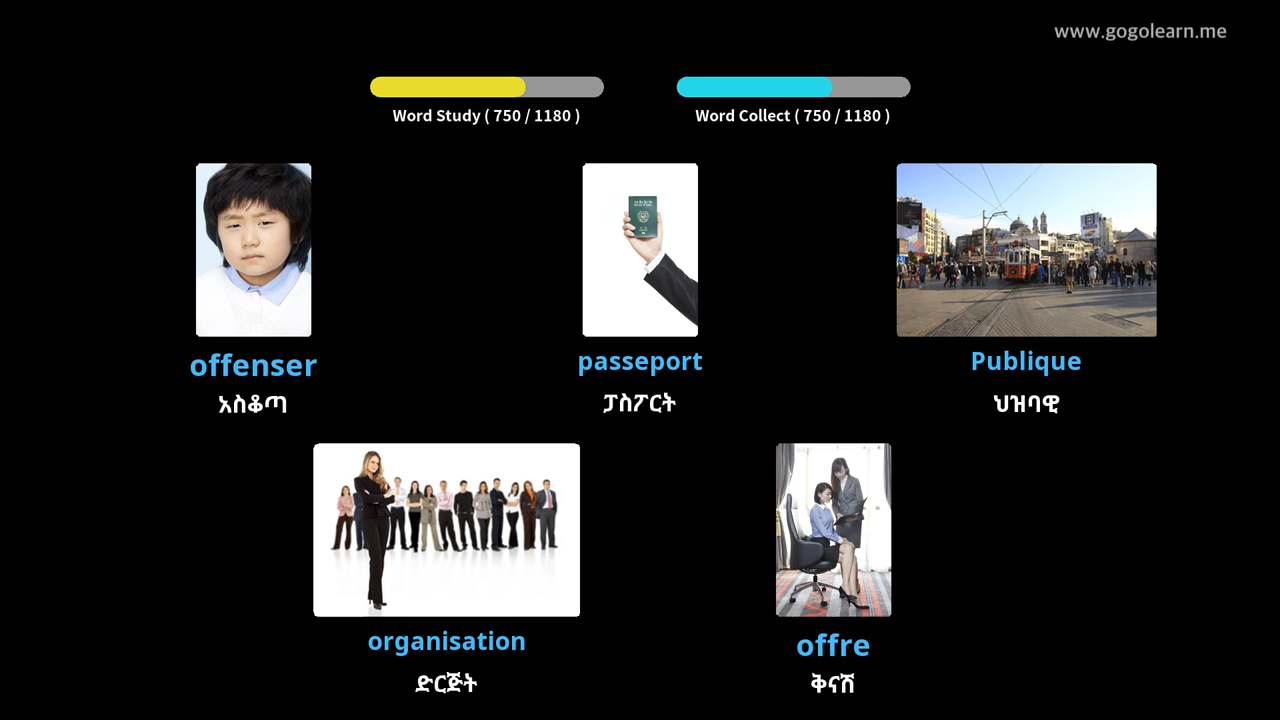 www.gogolearn.me
Word Study ( 750 / 1180 )
Word Collect ( 750 / 1180 )
offenser
አስቆጣ
passeport
ፓስፖርት
Publique
ህዝባዊ
organisation
ድርጅት
offre
ቅናሽ